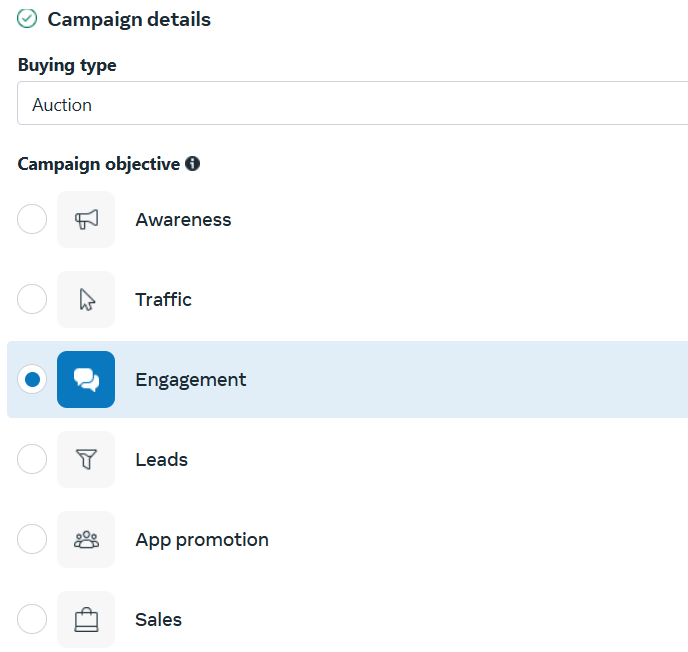 Campaign details
Buying type
Auction
Campaign objective
Awareness
Traffic
Engagement
Leads
App promotion
Sales